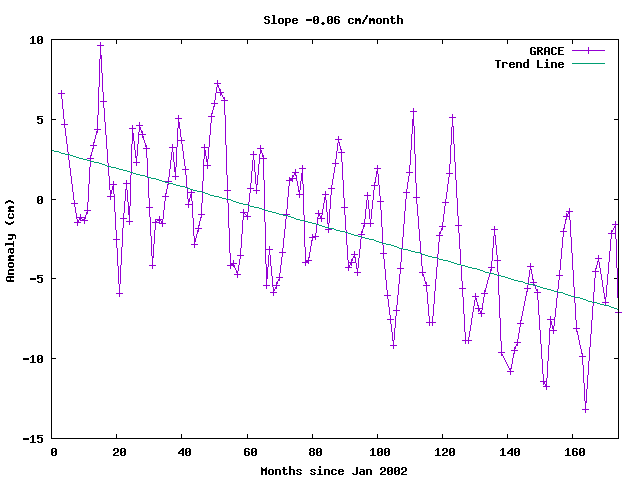 Slope -0.06 cm/month
10
GRACE
Trend Line
5
0
-5
-10
-15
Anomaly (cm)
0 20 40 60 80 100 120 140 160
Months since Jan 2002